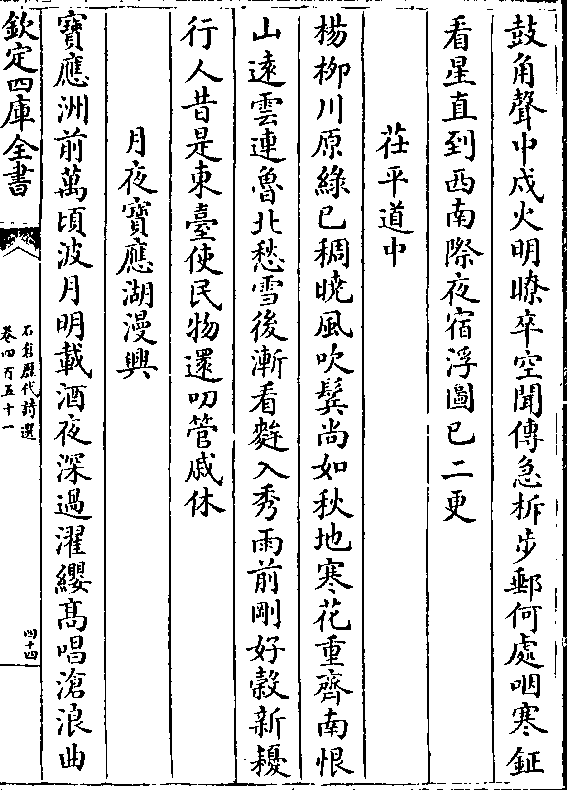 鼓角聲中戍火明瞭卒空聞傳急柝步郵何處咽寒鉦
看星直到西南際夜宿浮圖已二更
茌平道中
楊栁川原緑已稠曉風吹鬂尚如秋地寒花重齊南恨
山逺雲連魯北愁雪後漸看麰入秀雨前剛好榖新耰
行人昔是東臺使民物還叨管戚休
月夜寶應湖漫興
寶應洲前萬頃波月明載酒夜深過濯纓髙唱滄浪曲
欽定四庫全書
石倉歷代詩選
卷四百五十一
四十四